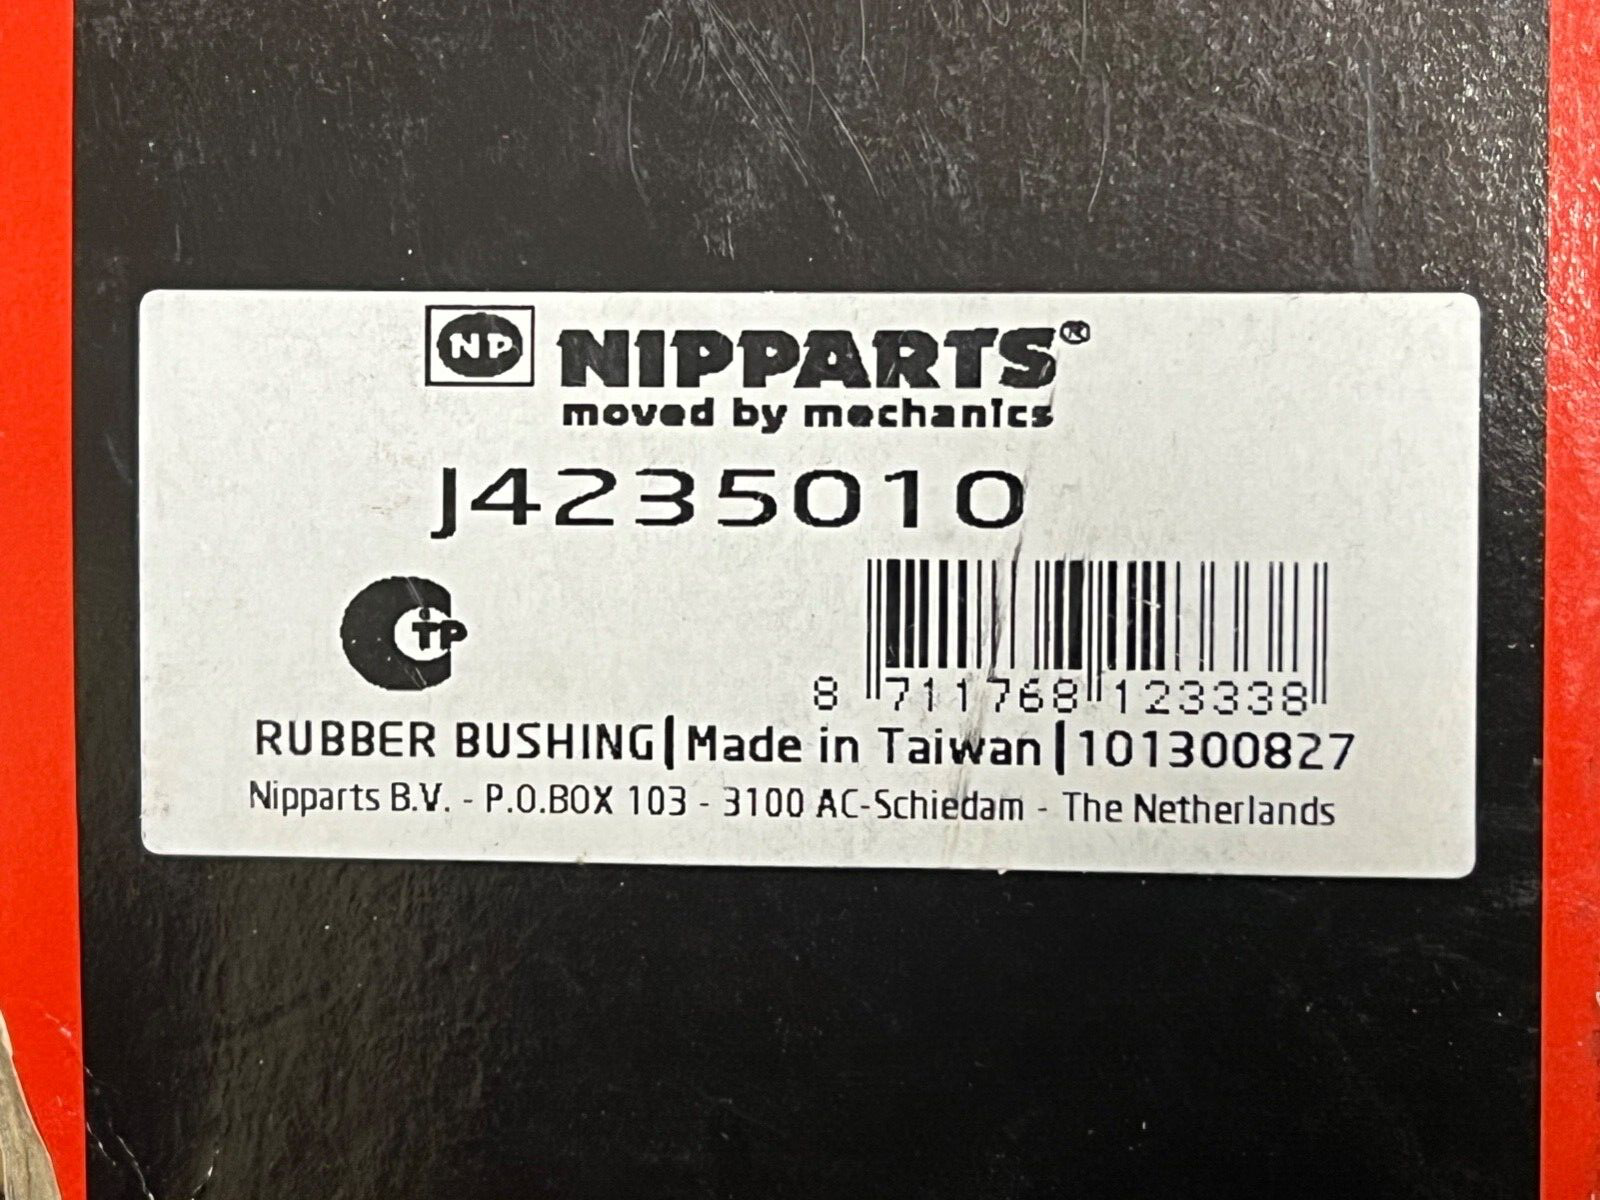 NP NIPPARTS®
moved by mechanics
J4235010
CTP
8 711768 123338
RUBBER BUSHING|Made in Taiwan|101300827
Nipparts B.V. - P.O.BOX 103 - 3100 AC-Schiedam - The Netherlands